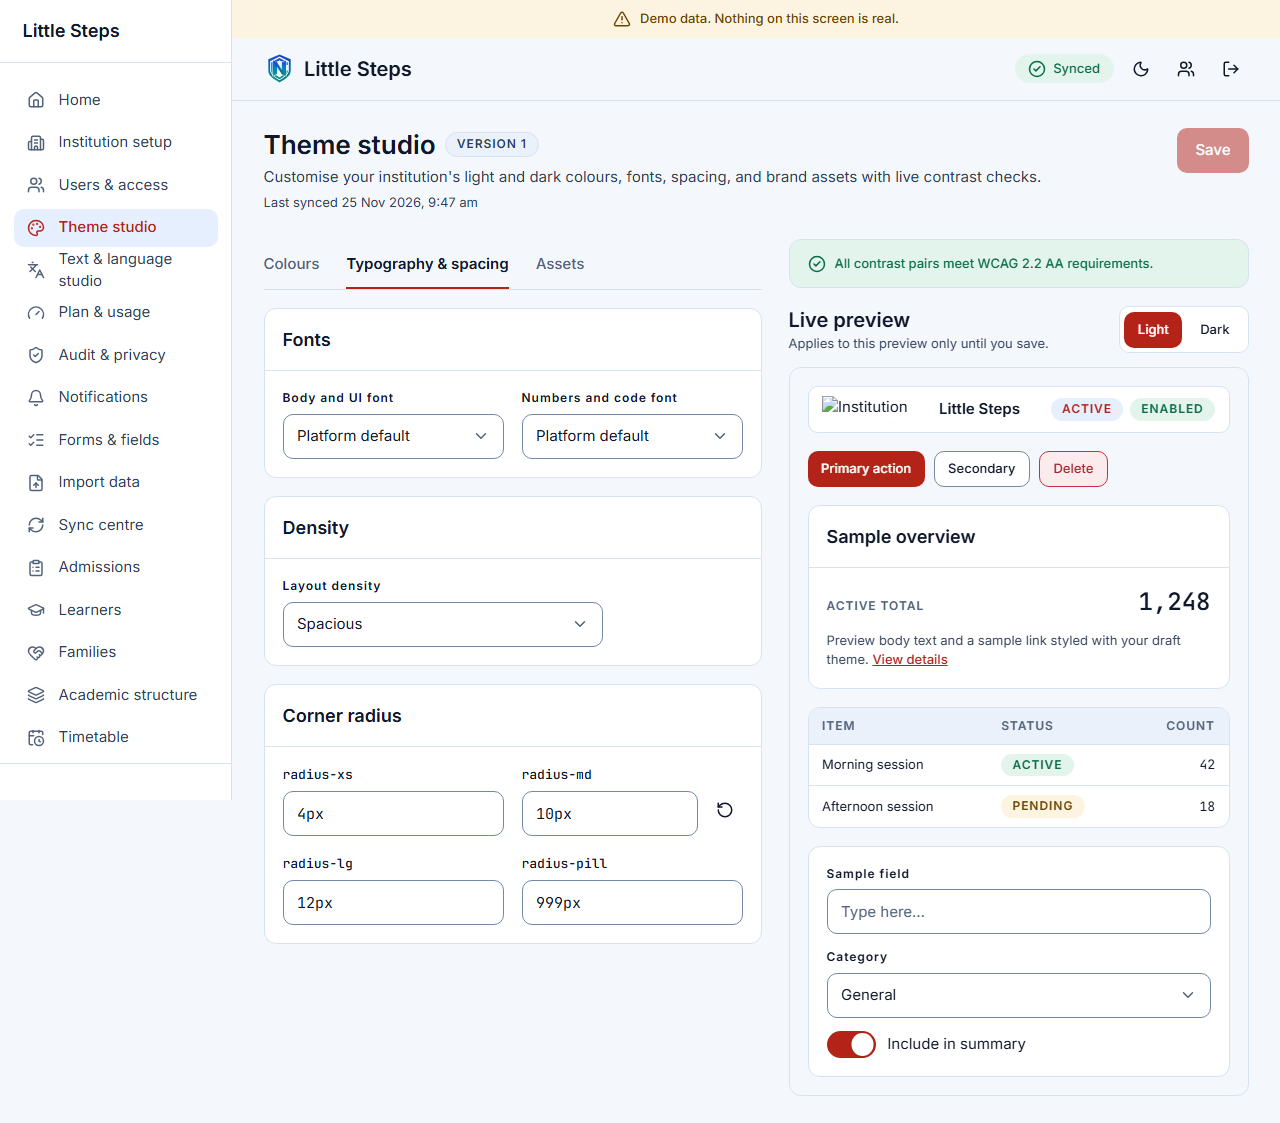 Little Steps
Home
Institution setup
Users & access
Theme studio
Text & language
studio
Plan & usage
Audit & privacy
Notifications
Forms & fields
Import data
Sync centre
Admissions
Learners
Families
Academic structure
Timetable
Demo data. Nothing on this screen is real.
Little Steps
Synced
Theme studio
VERSION 1
Save
Customise your institution's light and dark colours, fonts, spacing, and brand assets with live contrast checks.
Last synced 25 Nov 2026, 9:47 am
Colours
Typography & spacing
Assets
Fonts
Body and UI font
Numbers and code font
Platform default
Platform default
Density
Layout density
Spacious
Corner radius
radius-xs
radius-md
4px
10px
radius-lg
radius-pill
12px
999px
All contrast pairs meet WCAG 2.2 AA requirements.
Live preview
Applies to this preview only until you save.
Light
Dark
Institution
Little Steps
ACTIVE
ENABLED
Primary action
Secondary
Delete
Sample overview
ACTIVE TOTAL
1,248
Preview body text and a sample link styled with your draft
theme. View details
ITEM
STATUS
COUNT
Morning session
ACTIVE
42
Afternoon session
PENDING
18
Sample field
Type here...
Category
General
Include in summary